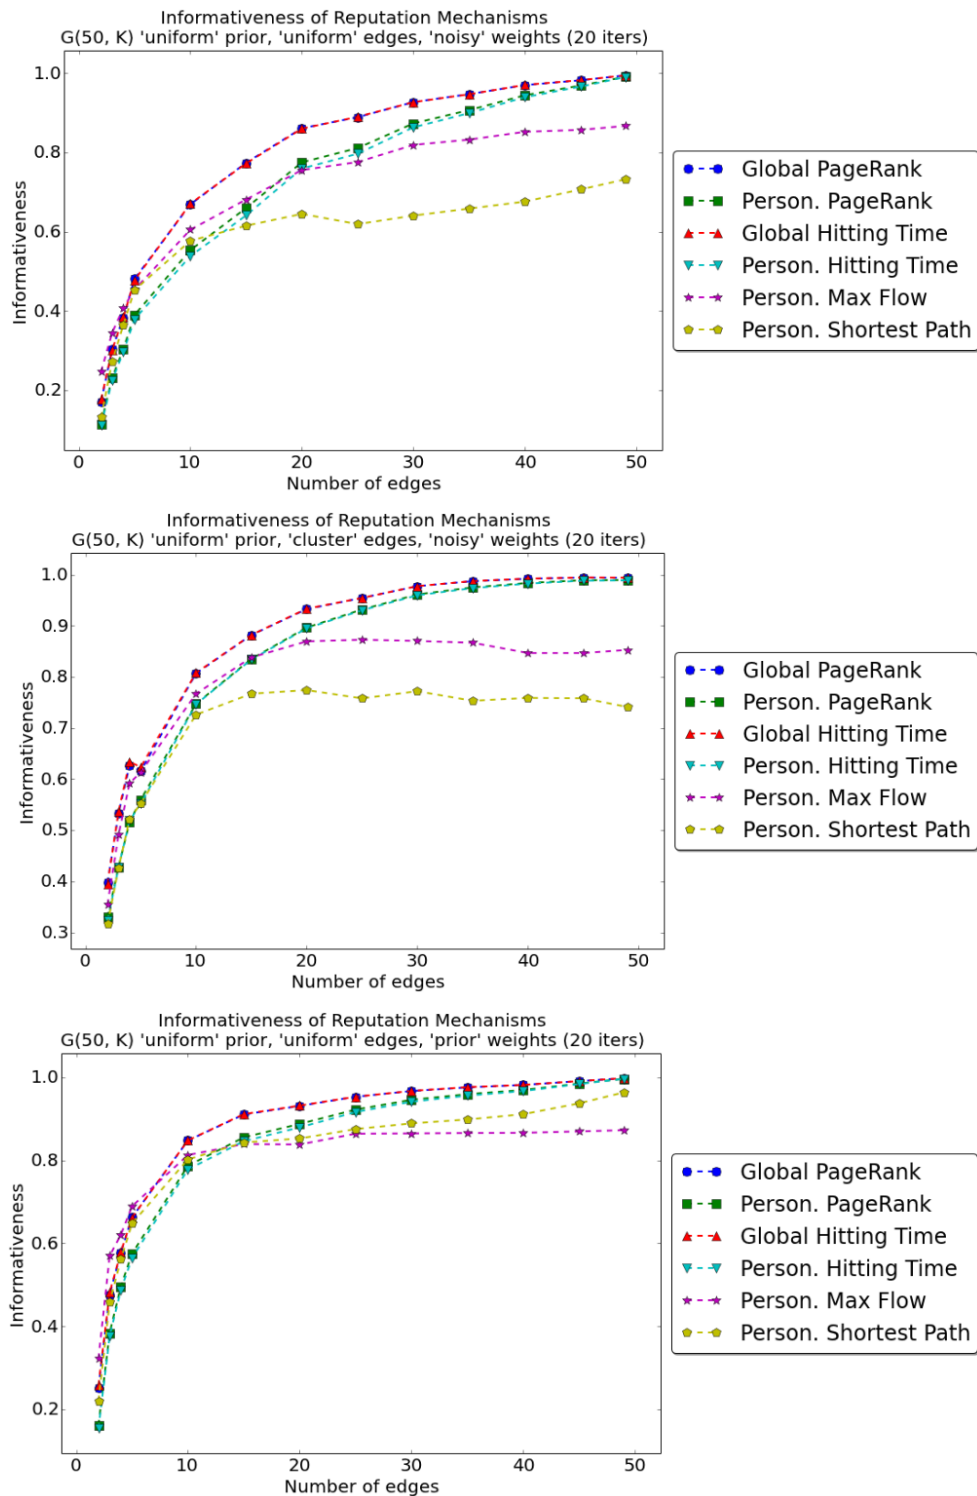 Informativeness of Reputation Mechanisms
G(50, K) 'uniform' prior, 'uniform' edges, 'noisy' weights (20 iters)
1.0
0.8
0.6
0.4
0.2
Informativeness
0 10 20 30 40 50
Number of edges
Global PageRank
Person. PageRank
Global Hitting Time
Person. Hitting Time
Person. Max Flow
Person. Shortest Path
Informativeness of Reputation Mechanisms
G(50, K) 'uniform' prior, 'cluster' edges, 'noisy' weights (20 iters)
1.0
0.9
0.8
0.7
0.6
0.5
0.4
0.3
Informativeness
0 10 20 30 40 50
Number of edges
Global PageRank
Person. PageRank
Global Hitting Time
Person. Hitting Time
Person. Max Flow
Person. Shortest Path
Informativeness of Reputation Mechanisms
G(50, K) 'uniform' prior, 'uniform' edges, 'prior' weights (20 iters)
1.0
0.8
0.6
0.4
0.2
Informativeness
0 10 20 30 40 50
Number of edges
Global PageRank
Person. PageRank
Global Hitting Time
Person. Hitting Time
Person. Max Flow
Person. Shortest Path